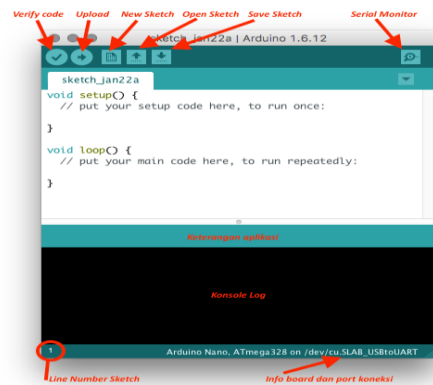 Verify code Upload New Sketch Open Sketch Save Sketch Serial Monitor
sketch_jan22a | Arduino 1.6.12
sketch_jan22a
void setup() {
// put your setup code here, to run once:
}
void loop() {
// put your main code here, to run repeatedly:
}
Keterangan aplikasi
Konsole Log
1
Arduino Nano, ATmega328 on /dev/cu.SLAB_USBtoUART
Line Number Sketch Info board dan port koneksi